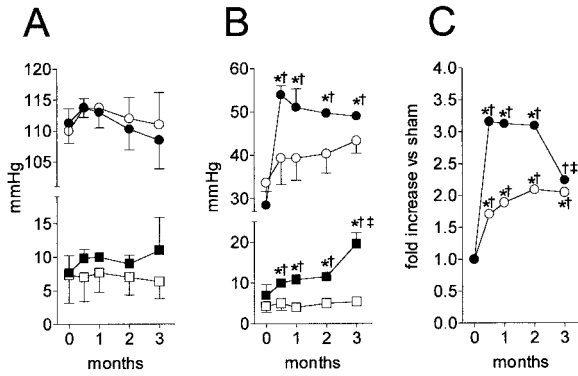 A
B
C
mmHg
120
115
110
105
15
10
5
0
0 1 2 3
months
mmHg
60
50
40
30
20
10
0
*† *† *† *†
*† *† *† *†‡
0 1 2 3
months
fold increase vs sham
4.0
3.5
3.0
2.5
2.0
1.5
1.0
0.5
0.0
*† *† *† †‡
*† *† *† *†
0 1 2 3
months